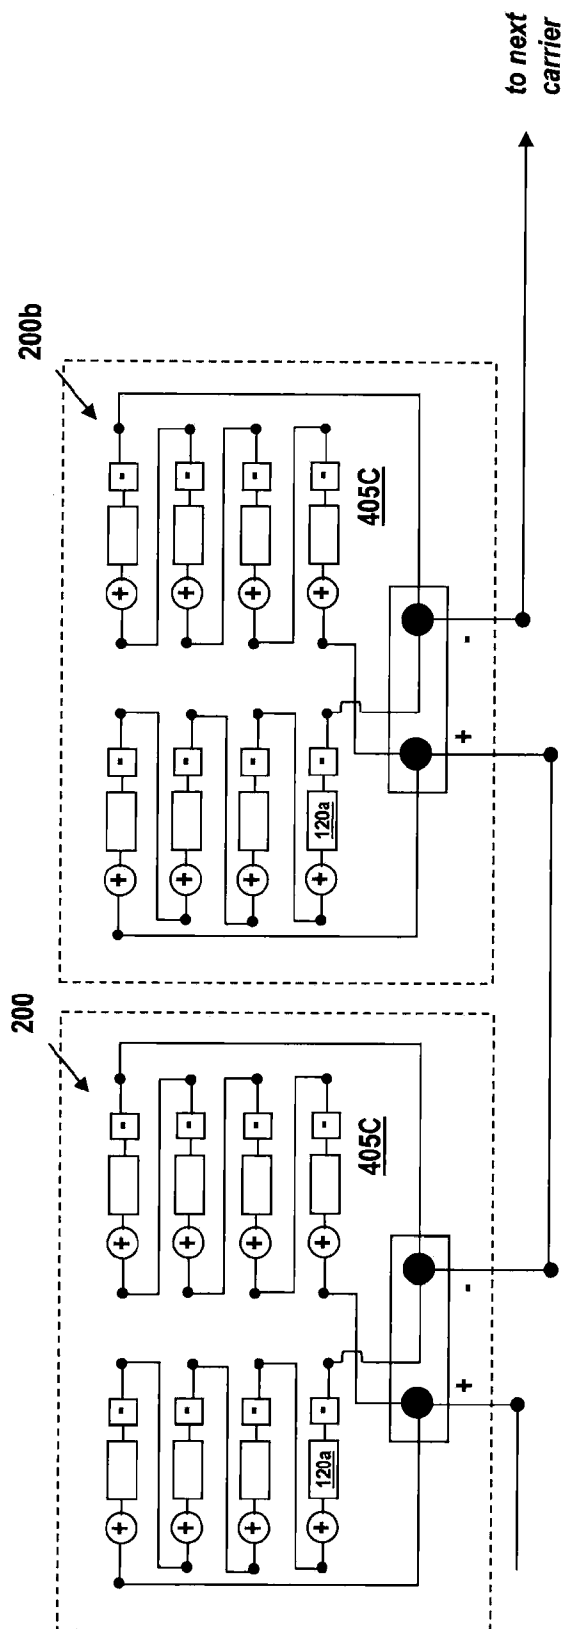 200
200b
to next
carrier
+ - + -
+ - + -
+ - + -
+ 120a - + -
405C
+ -
+ - + -
+ - + -
+ - + -
+ 120a - + -
405C
+ -